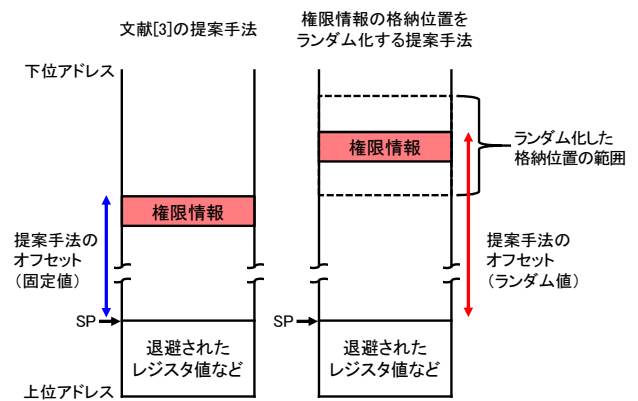 文献[3]の提案手法
権限情報の格納位置を
ランダム化する提案手法
下位アドレス
権限情報
権限情報
ランダム化した
格納位置の範囲
提案手法の
オフセット
（固定値）
提案手法の
オフセット
（ランダム値）
SP
SP
退避された
レジスタ値など
退避された
レジスタ値など
上位アドレス